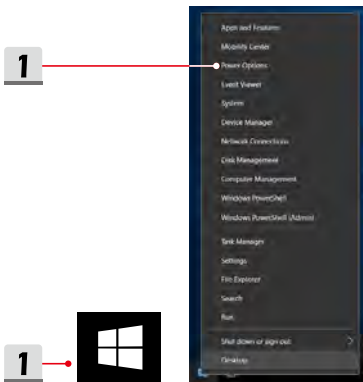 Apps and Features
Mobility Center
1
Power Options
Event Viewer
System
Device Manager
Network Connections
Disk Management
Computer Management
Windows PowerShell
Windows PowerShell (Admin)
Task Manager
Settings
File Explorer
Search
Run
Shut down or sign out
1
Desktop